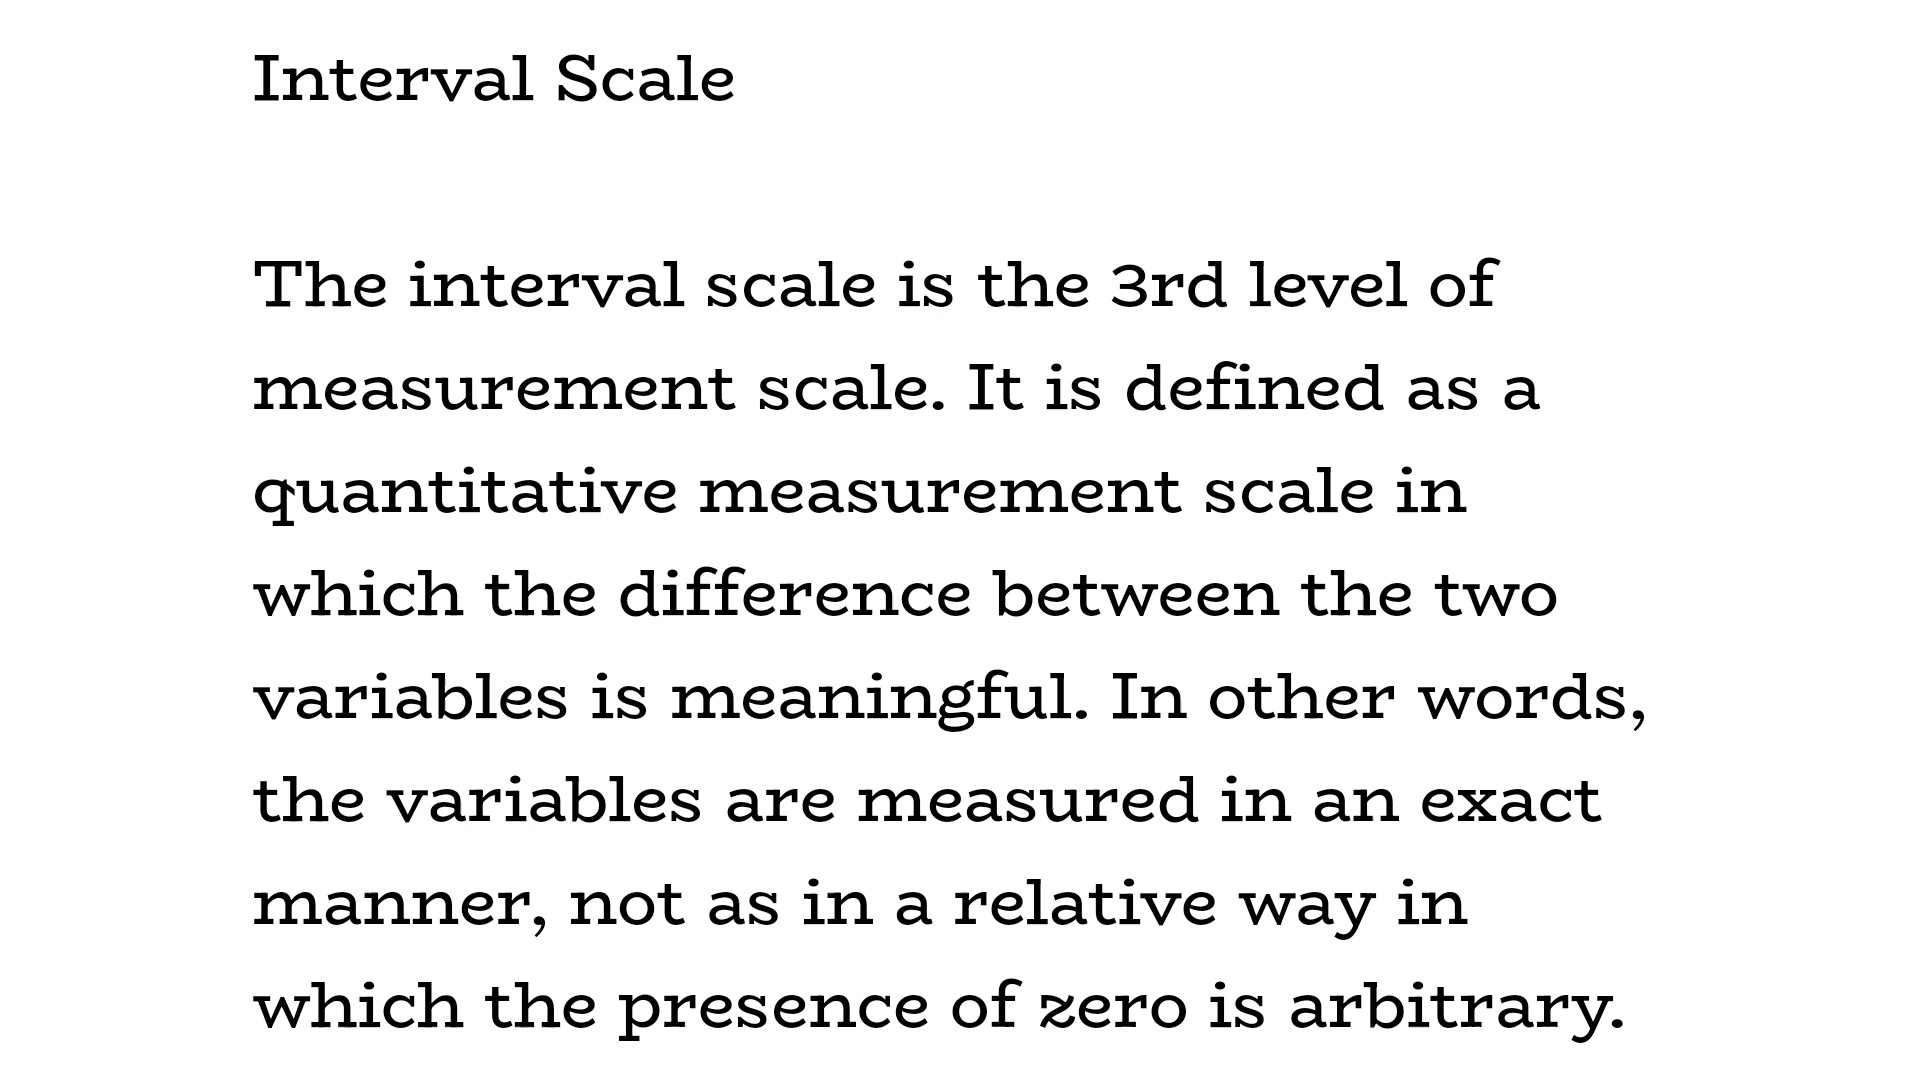 Interval Scale
The interval scale is the 3rd level of
measurement scale. It is defined as a
quantitative measurement scale in
which the difference between the two
variables is meaningful. In other words,
the variables are measured in an exact
manner, not as in a relative way in
which the presence of zero is arbitrary.